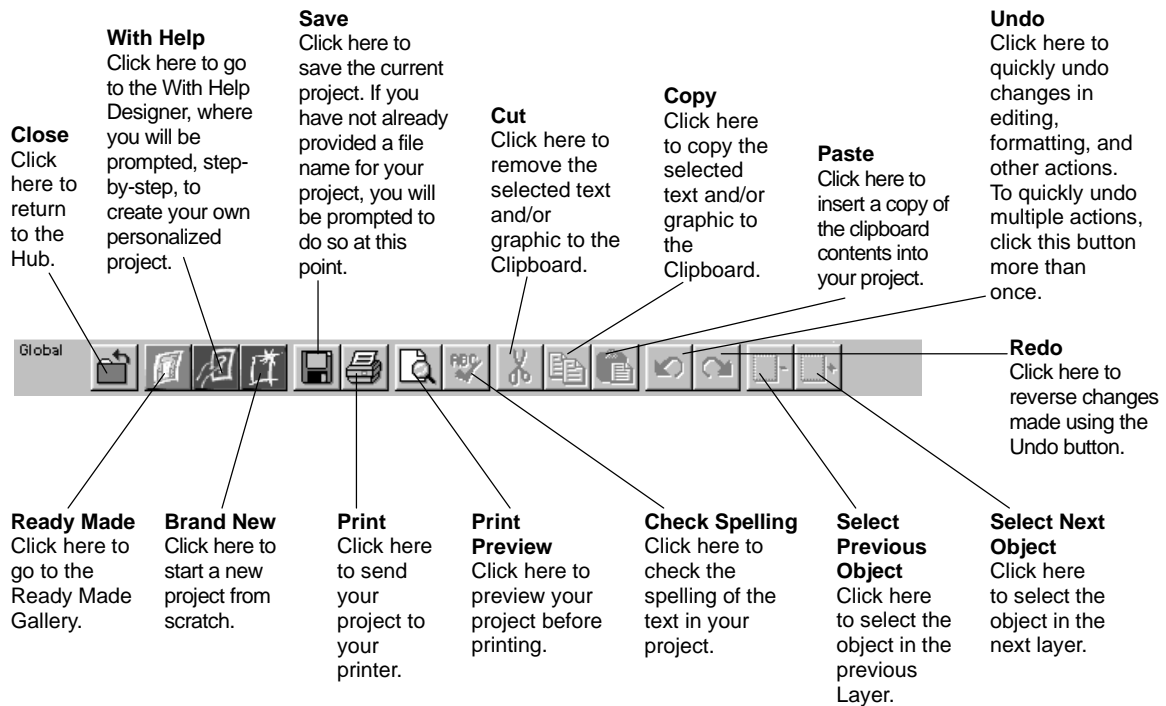 Close
Click
here to
return
to the
Hub.
With Help
Click here to go
to the With Help
Designer, where
you will be
prompted, step-
by-step, to
create your own
personalized
project.
Save
Click here to
save the current
project. If you
have not already
provided a file
name for your
project, you will
be prompted to
do so at this
point.
Cut
Click here to
remove the
selected text
and/or
graphic to the
Clipboard.
Copy
Click here
to copy the
selected
text and/or
graphic to
the
Clipboard.
Paste
Click here to
insert a copy of
the clipboard
contents into
your project.
Undo
Click here to
quickly undo
changes in
editing,
formatting, and
other actions.
To quickly undo
multiple actions,
click this button
more than
once.
Global
ABC
Redo
Click here to
reverse changes
made using the
Undo button.
Ready Made
Click here to
go to the
Ready Made
Gallery.
Brand New
Click here to
start a new
project from
scratch.
Print
Click here
to send
your
project to
your
printer.
Print
Preview
Click here to
preview your
project before
printing.
Check Spelling
Click here to
check the
spelling of the
text in your
project.
Select
Previous
Object
Click here
to select the
object in the
previous
Layer.
Select Next
Object
Click here
to select the
object in the
next layer.